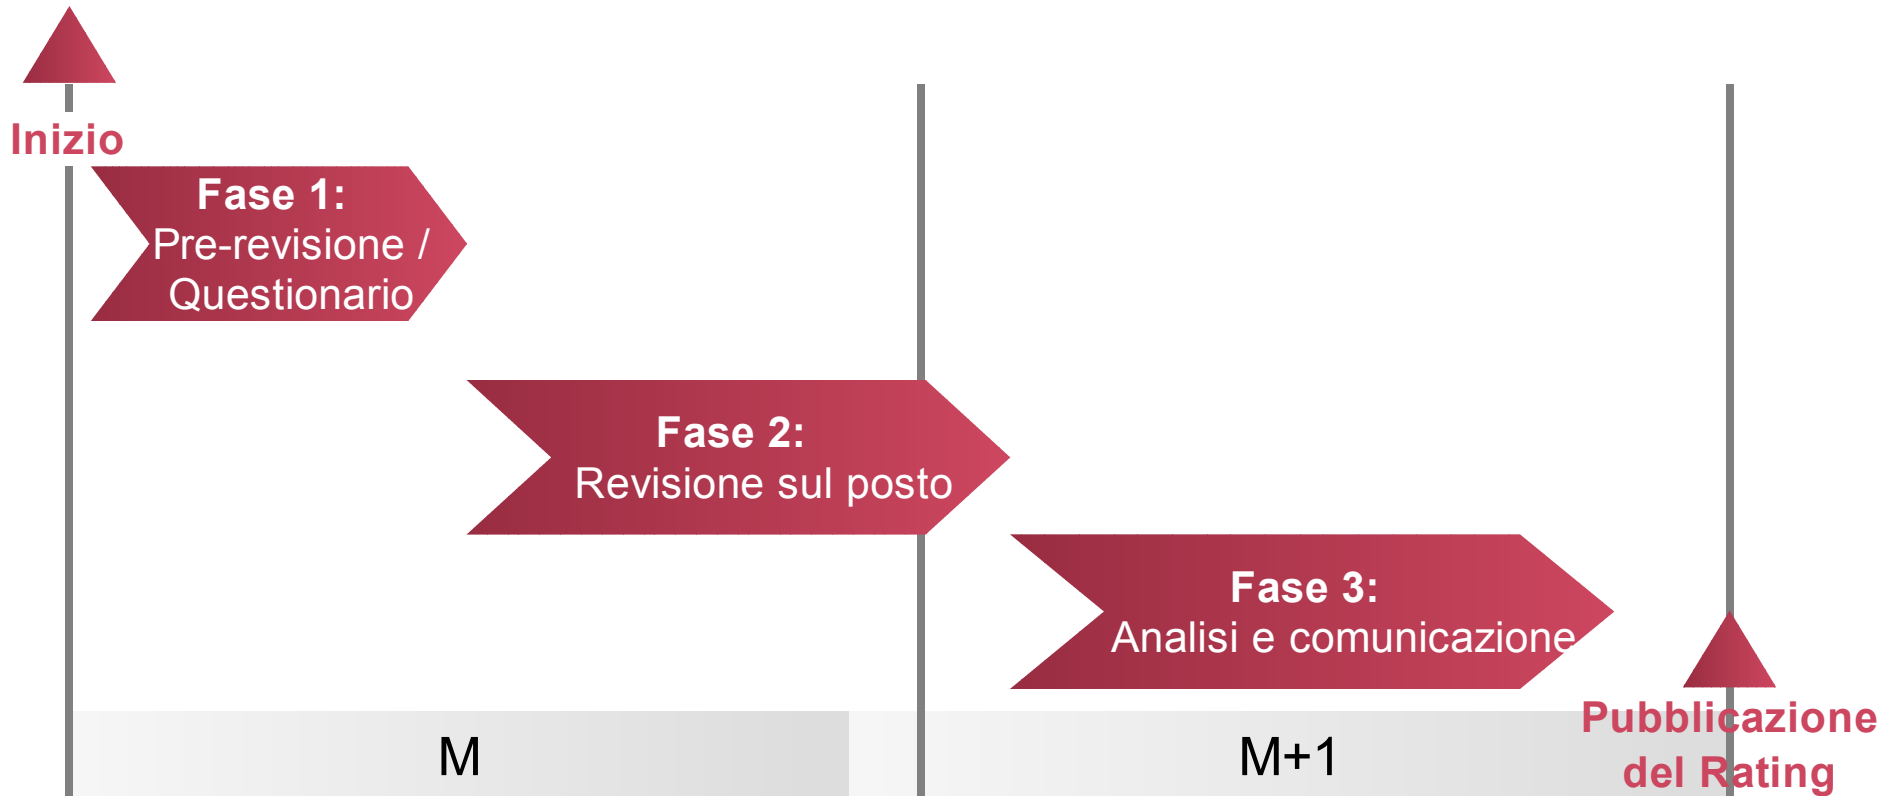 Inizio
Fase 1:
Pre-revisione /
Questionario
Fase 2:
Revisione sul posto
Fase 3:
Analisi e comunicazione
Pubblicazione
del Rating
M
M+1